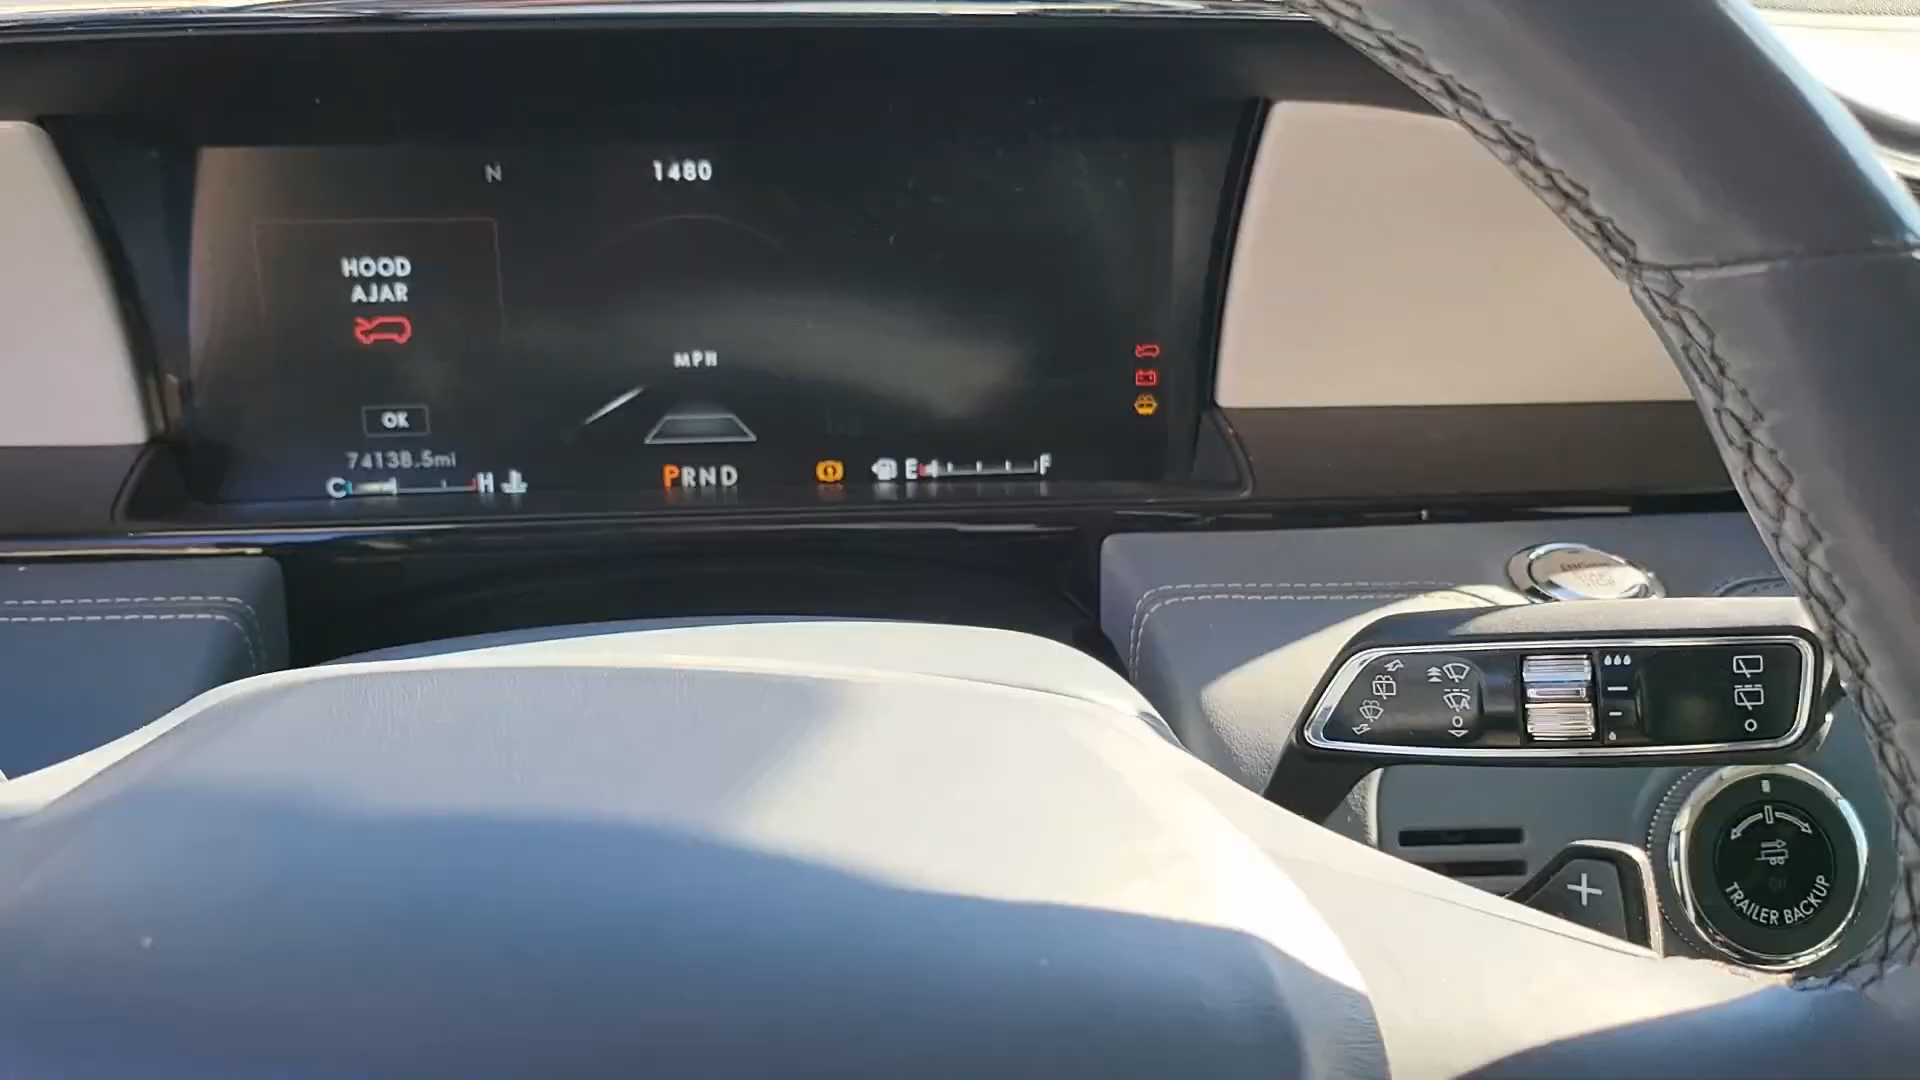 N
1480
HOOD
AJAR
MPH
OK
74138.5mi
C H
PRND
E F
TRAILER BACKUP